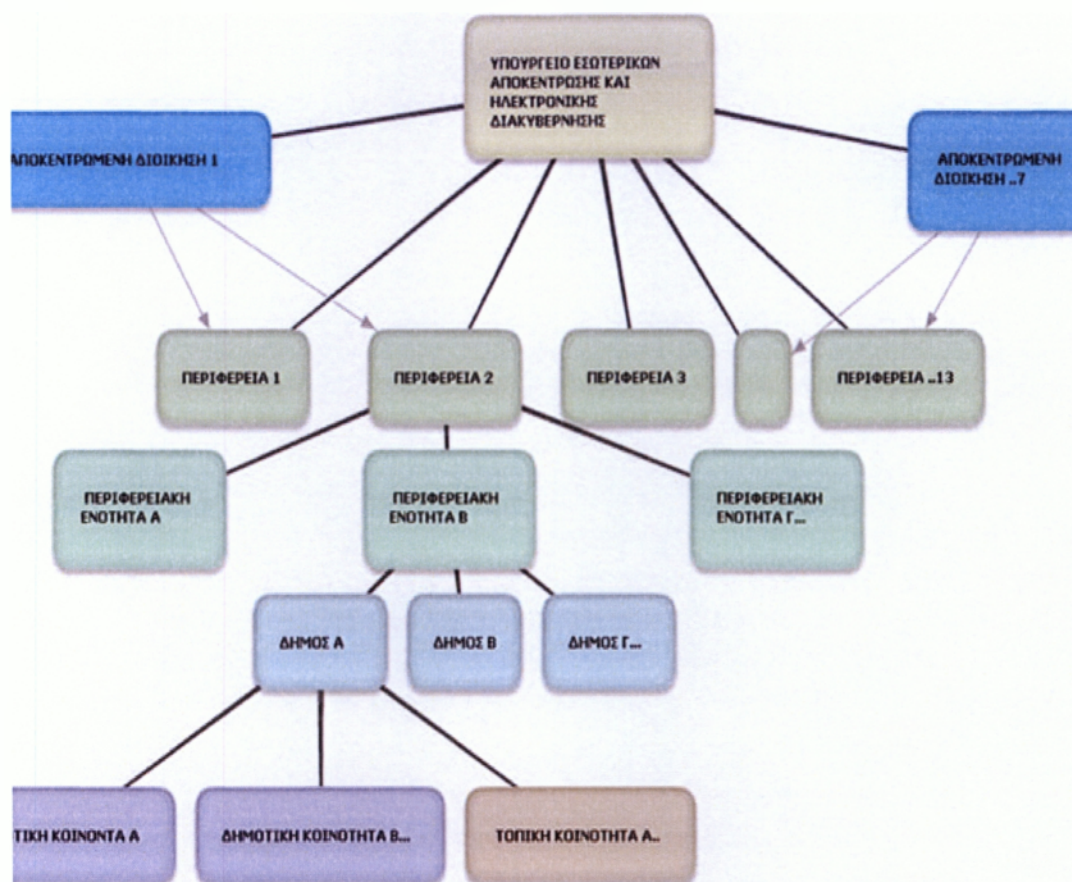 ΥΠΟΥΡΓΕΙΟ ΕΣΩΤΕΡΙΚΩΝ
ΑΠΟΚΕΝΤΡΩΣΗΣ ΚΑΙ
ΗΛΕΚΤΡΟΝΙΚΗΣ
ΔΙΑΚΥΒΕΡΝΗΣΗΣ
ΑΠΟΚΕΝΤΡΩΜΕΝΗ ΔΙΟΙΚΗΣΗ 1
ΑΠΟΚΕΝΤΡΩΜΕΝΗ
ΔΙΟΙΚΗΣΗ ..7
ΠΕΡΙΦΕΡΕΙΑ 1
ΠΕΡΙΦΕΡΕΙΑ 2
ΠΕΡΙΦΕΡΕΙΑ 3
ΠΕΡΙΦΕΡΕΙΑ ..13
ΠΕΡΙΦΕΡΕΙΑΚΗ
ΕΝΟΤΗΤΑ Α
ΠΕΡΙΦΕΡΕΙΑΚΗ
ΕΝΟΤΗΤΑ Β
ΠΕΡΙΦΕΡΕΙΑΚΗ
ΕΝΟΤΗΤΑ Γ...
ΔΗΜΟΣ Α
ΔΗΜΟΣ Β
ΔΗΜΟΣ Γ...
ΤΙΚΗ ΚΟΙΝΟΝΤΑ Α
ΔΗΜΟΤΙΚΗ ΚΟΙΝΟΤΗΤΑ Β...
ΤΟΠΙΚΗ ΚΟΙΝΟΤΗΤΑ Α..